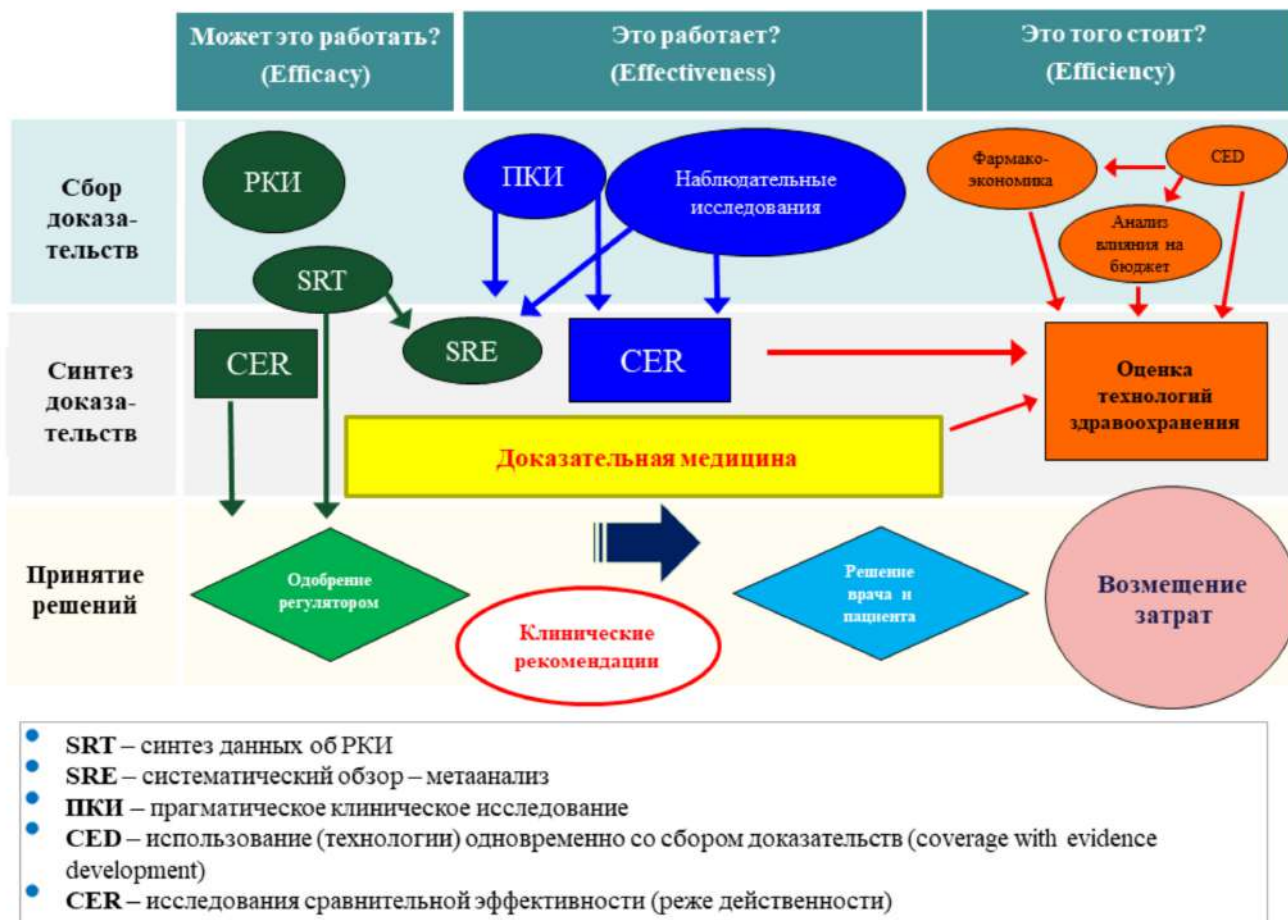 Может это работать?
(Efficacy)
Это работает?
(Effectiveness)
Это того стоит?
(Efficiency)
Сбор
доказа-
тельств
РКИ
ПКИ
Наблюдательные
исследования
Фармако-
экономика
CED
Анализ
влияния на
бюджет
SRT
Синтез
доказа-
тельств
CER
SRE
CER
Оценка
технологий
здравоохранения
Доказательная медицина
Принятие
решений
Одобрение
регулятором
Клинические
рекомендации
Решение
врача и
пациента
Возмещение
затрат
SRT – синтез данных об РКИ
SRE – систематический обзор – метаанализ
ПКИ – прагматическое клиническое исследование
CED – использование (технологии) одновременно со сбором доказательств (coverage with evidence
development)
CER – исследования сравнительной эффективности (реже действенности)